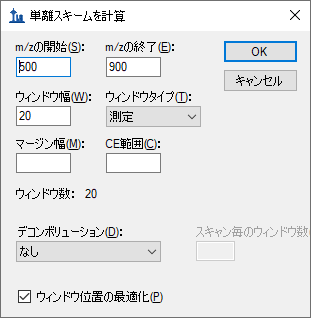 単離スキームを計算
m/zの開始(S): m/zの終了(E):
500 900 OK
キャンセル
ウィンドウ幅(W): ウィンドウタイプ(T):
20 測定
マージン幅(M): CE範囲(C):
ウィンドウ数: 20
デコンボリューション(D): スキャン毎のウィンドウ数(
なし
ウィンドウ位置の最適化(P)